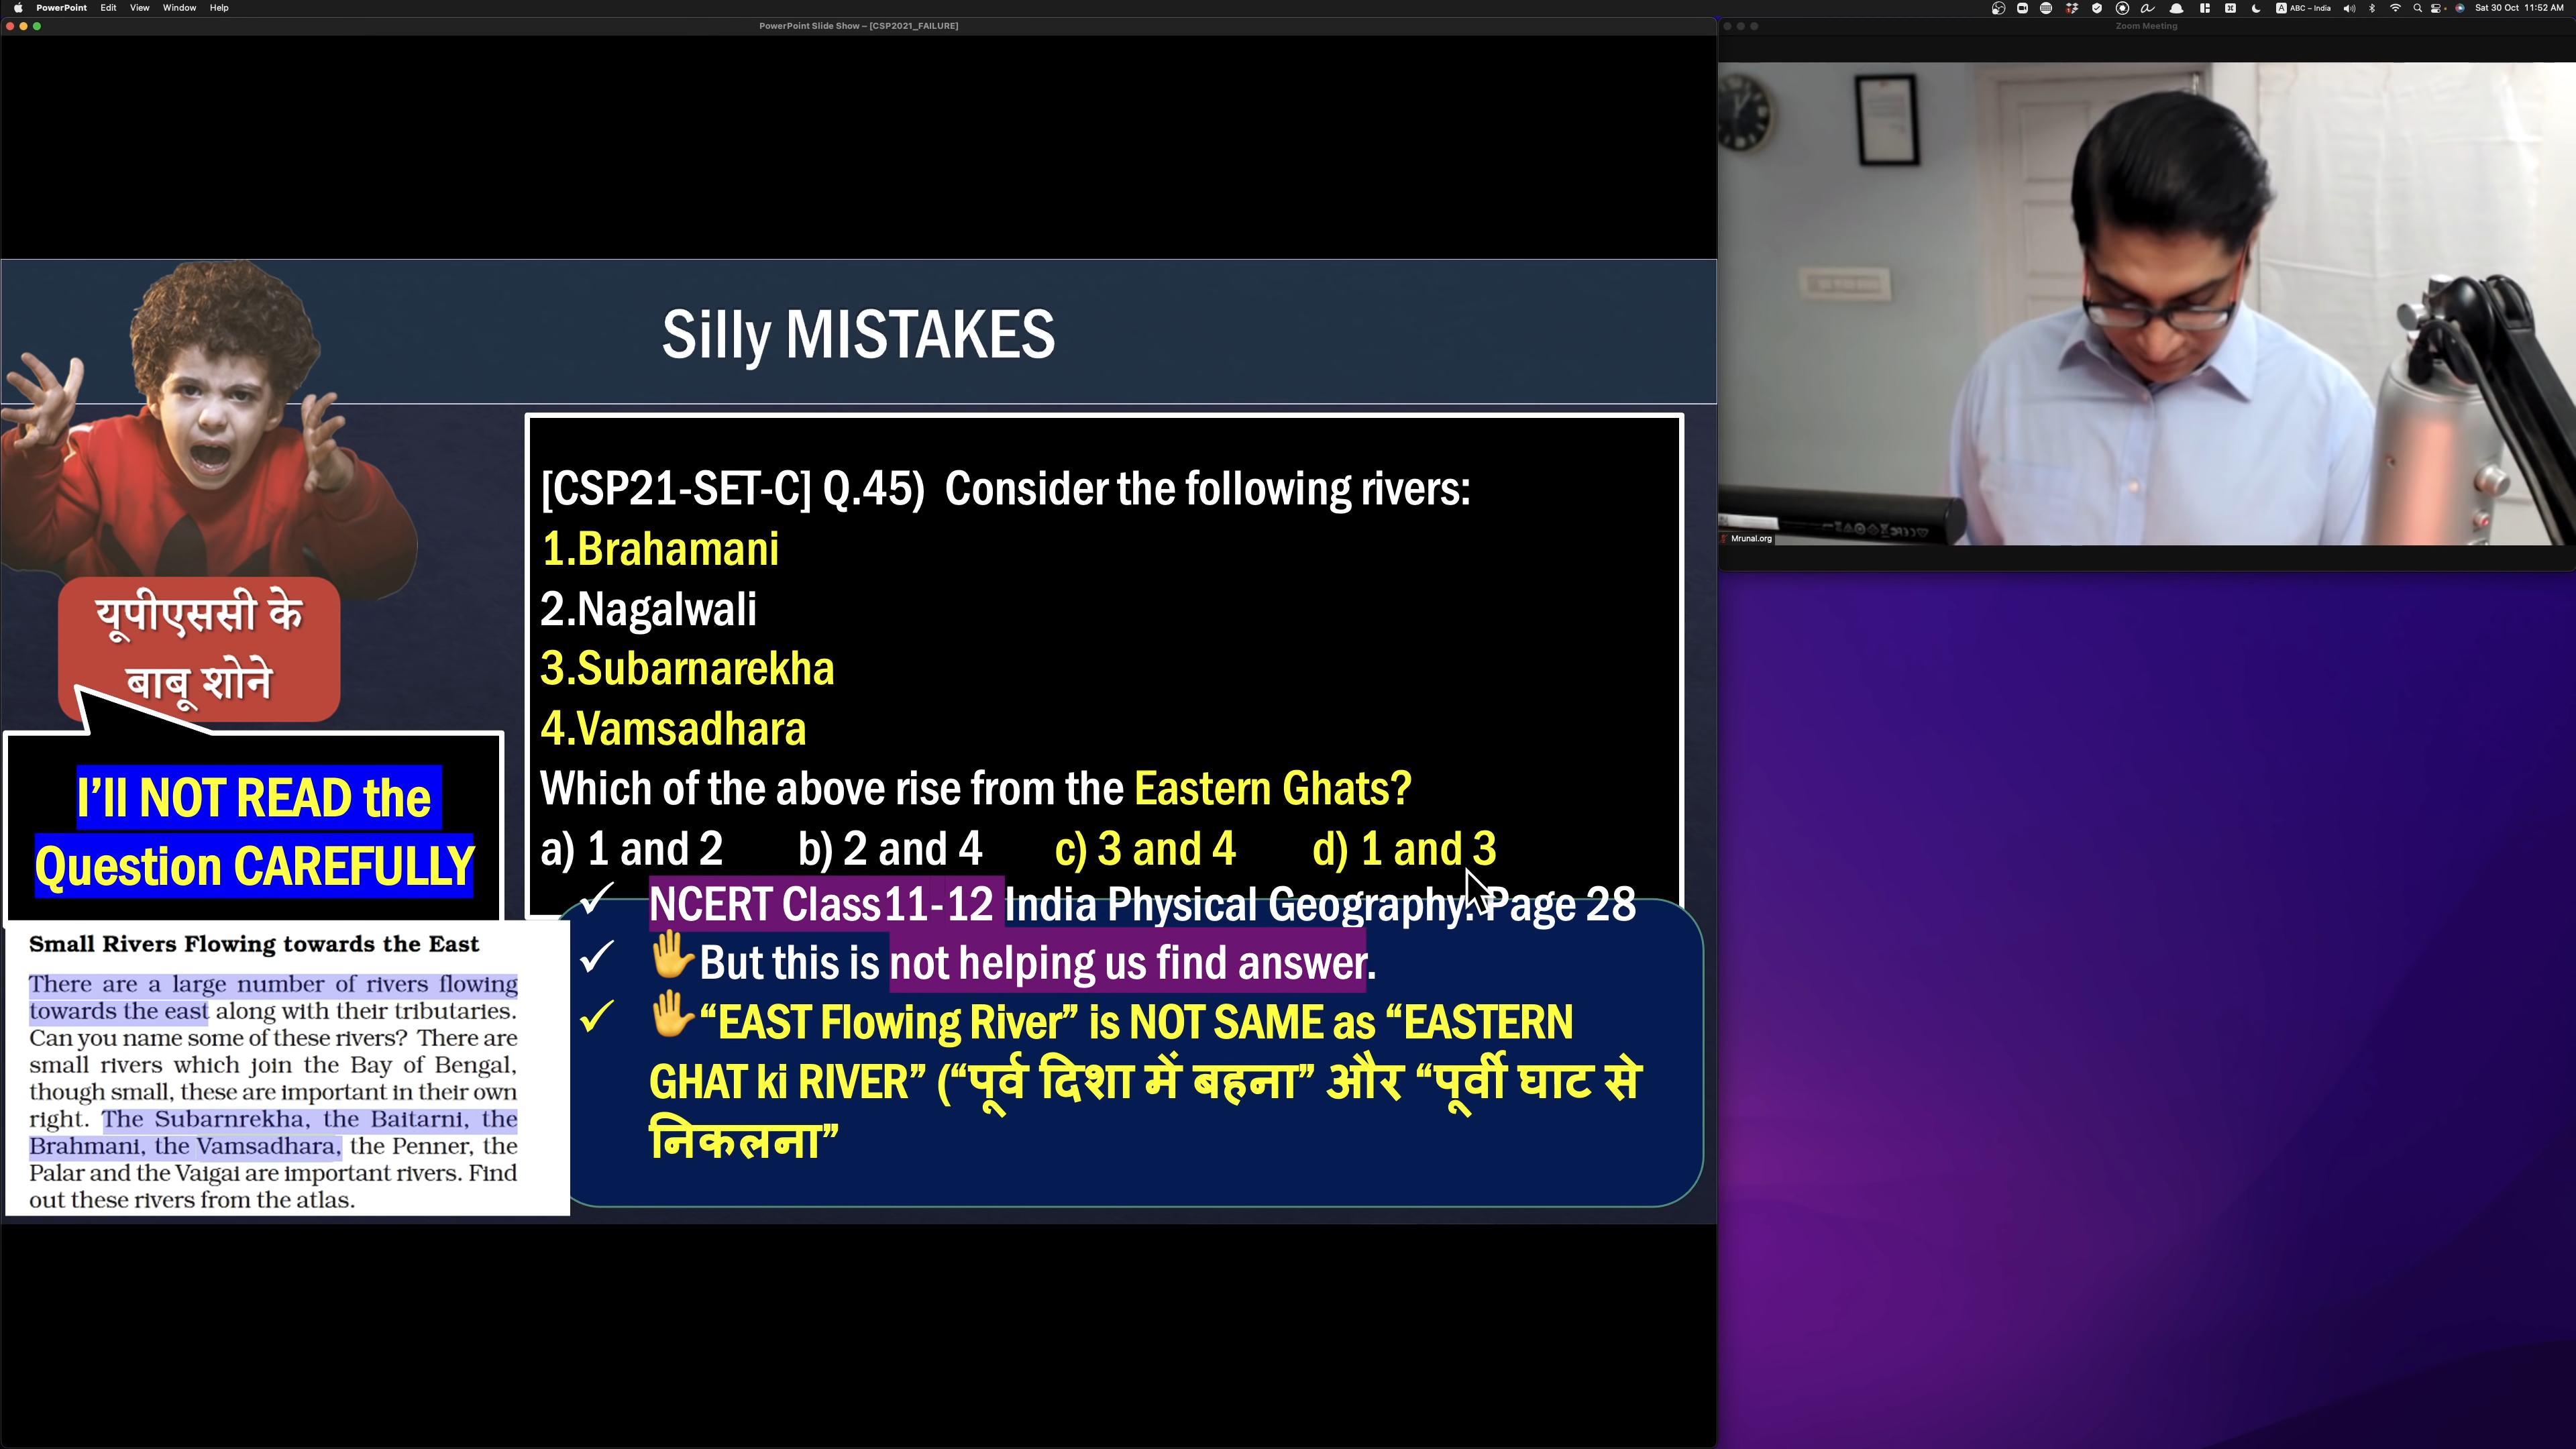 PowerPoint Edit View Window Help
ABC – India Sat 30 Oct 11:52 AM
PowerPoint Slide Show – [CSP2021_FAILURE]
Zoom Meeting
Mrunal.org
Silly MISTAKES
यूपीएससी के
बाबू शोने
I’ll NOT READ the
Question CAREFULLY
[CSP21-SET-C] Q.45) Consider the following rivers:
1.Brahamani
2.Nagalwali
3.Subarnarekha
4.Vamsadhara
Which of the above rise from the Eastern Ghats?
a) 1 and 2 b) 2 and 4 c) 3 and 4 d) 1 and 3
✓ NCERT Class11-12 India Physical Geography. Page 28
✓ ✋But this is not helping us find answer.
✓ ✋“EAST Flowing River” is NOT SAME as “EASTERN
GHAT ki RIVER” (“पूर्व दिशा में बहना” और “पूर्वी घाट से
निकलना”
Small Rivers Flowing towards the East
There are a large number of rivers flowing
towards the east along with their tributaries.
Can you name some of these rivers? There are
small rivers which join the Bay of Bengal,
though small, these are important in their own
right. The Subarnrekha, the Baitarni, the
Brahmani, the Vamsadhara, the Penner, the
Palar and the Vaigai are important rivers. Find
out these rivers from the atlas.